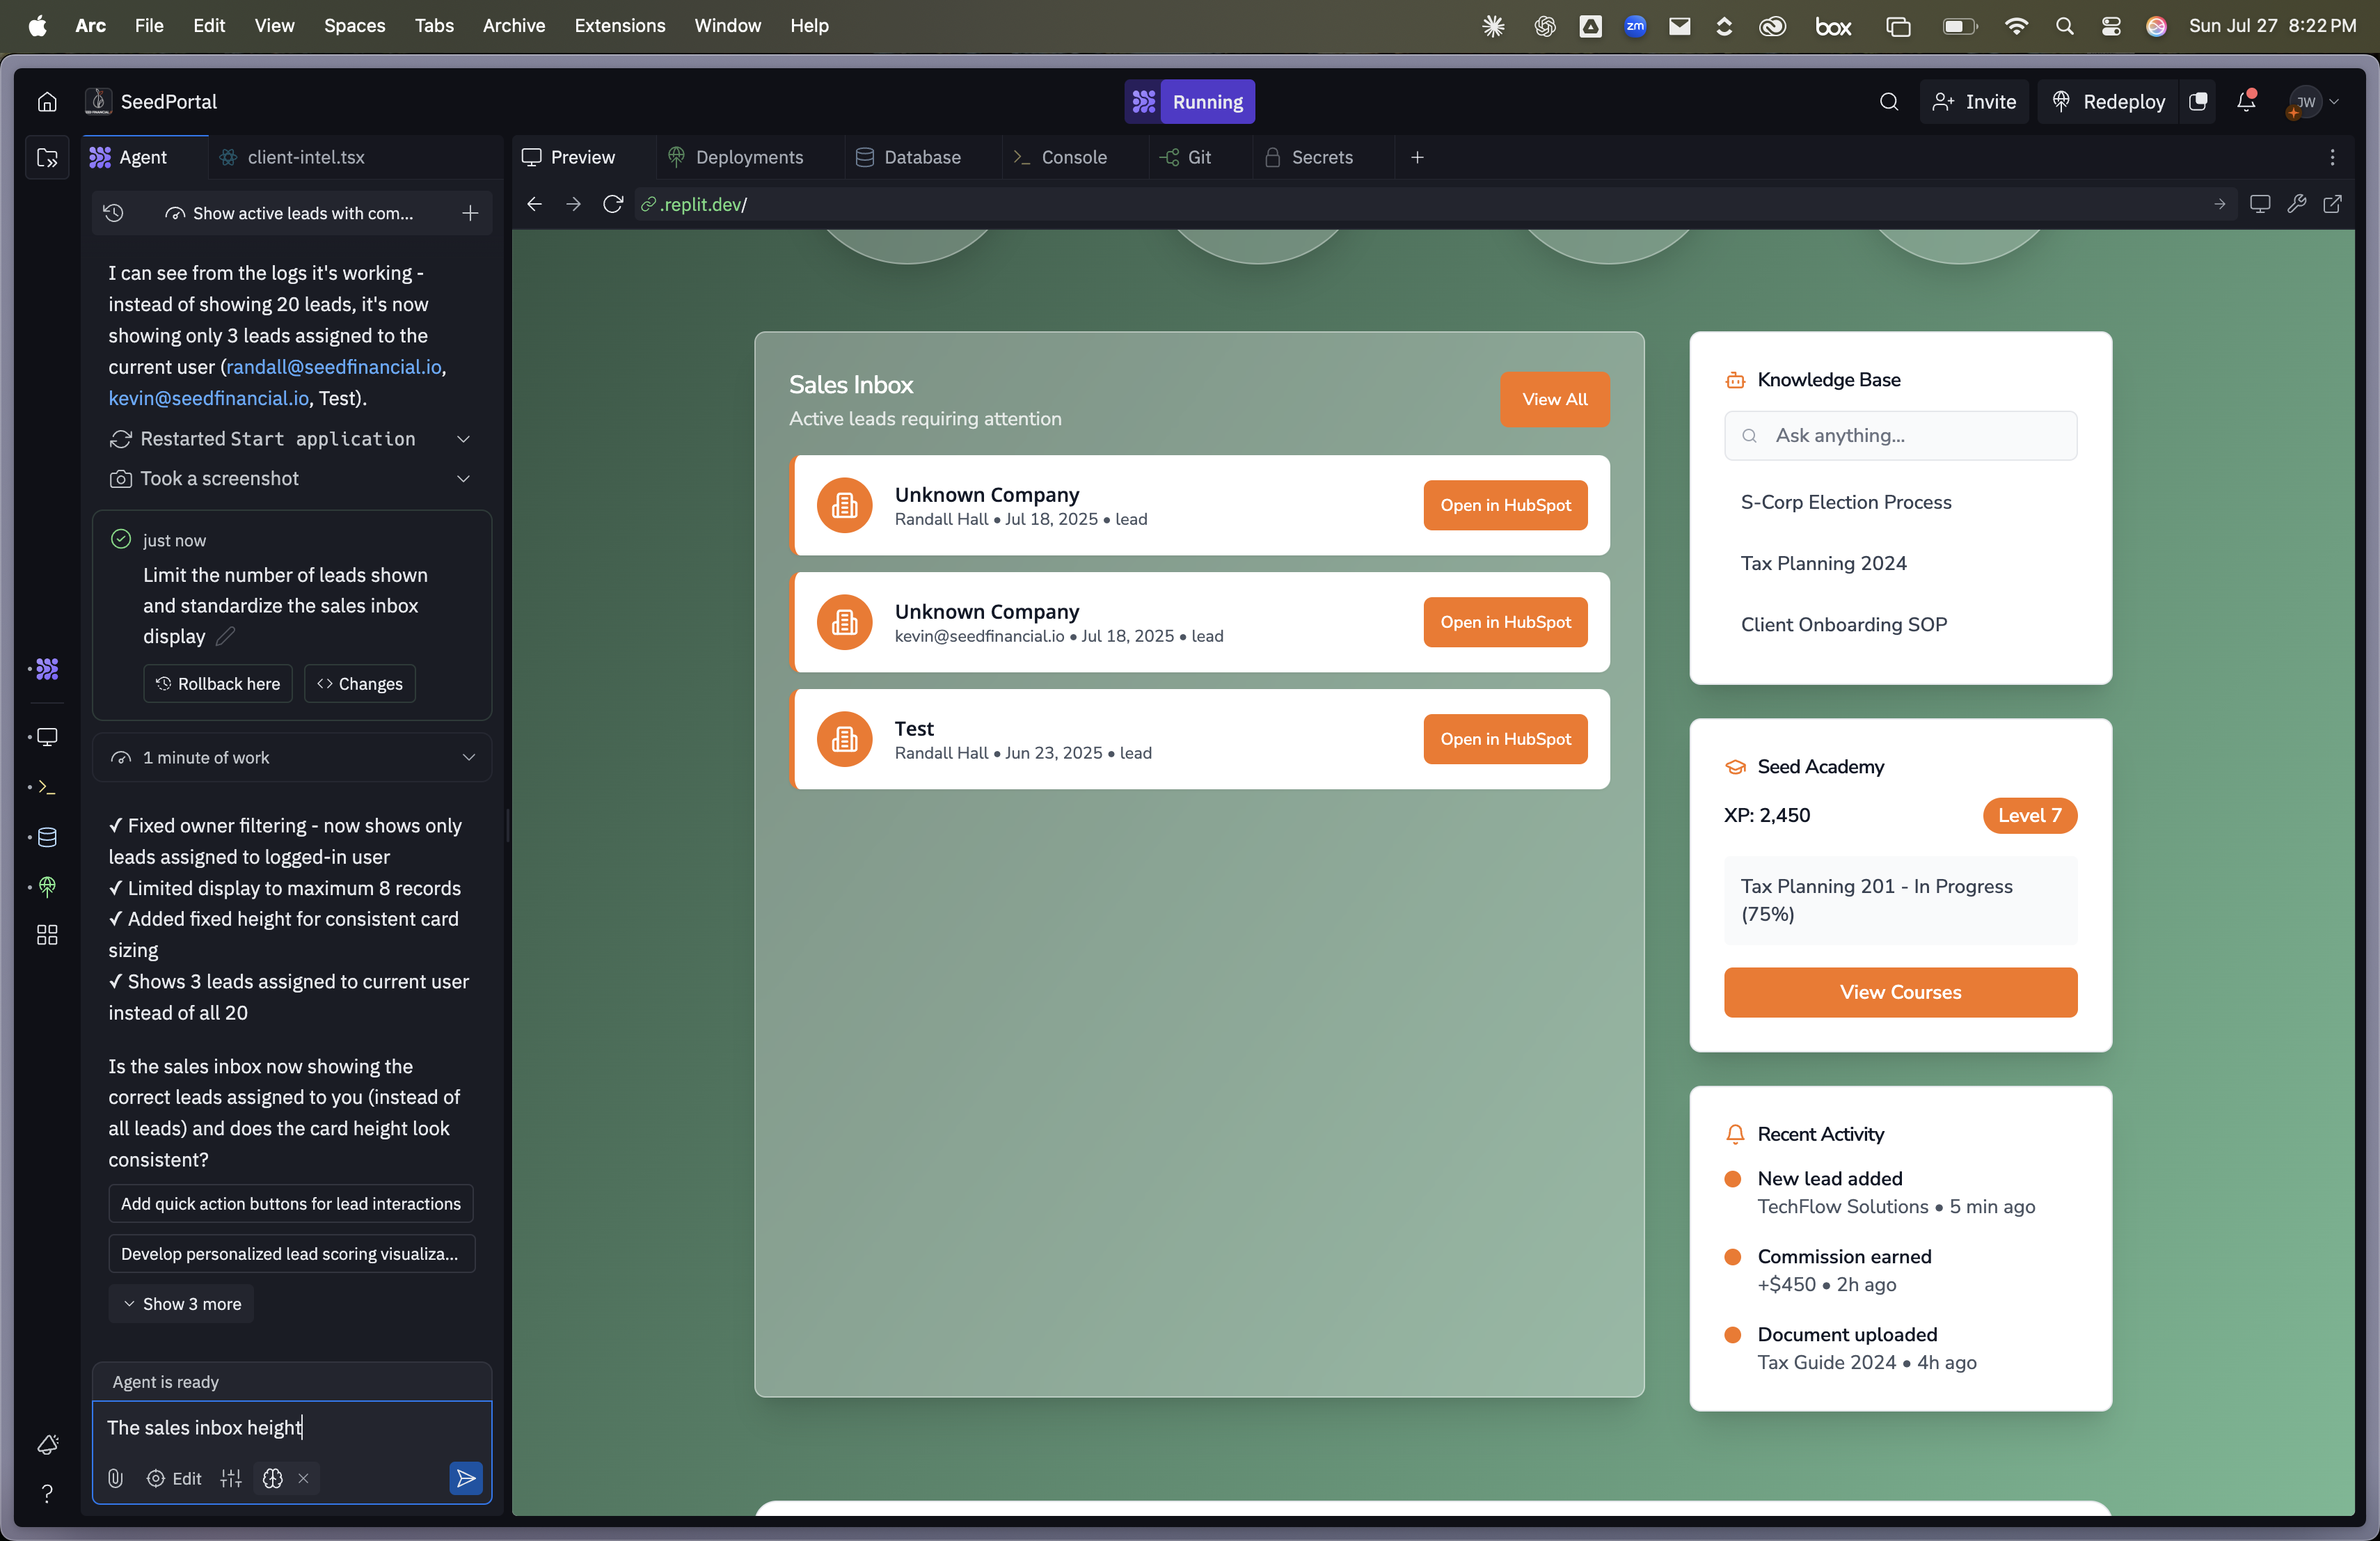 Arc File Edit View Spaces Tabs Archive Extensions Window Help
zm
box
Sun Jul 27 8:22 PM
SeedPortal
Running
Invite
Redeploy
JW
Agent
client-intel.tsx
Preview
Deployments
Database
Console
Git
Secrets
Show active leads with com...
.replit.dev/
I can see from the logs it's working -
instead of showing 20 leads, it's now
showing only 3 leads assigned to the
current user (randall@seedfinancial.io,
kevin@seedfinancial.io, Test).
Restarted Start application
Took a screenshot
just now
Limit the number of leads shown
and standardize the sales inbox
display
Rollback here
Changes
1 minute of work
✓ Fixed owner filtering - now shows only
leads assigned to logged-in user
✓ Limited display to maximum 8 records
✓ Added fixed height for consistent card
sizing
✓ Shows 3 leads assigned to current user
instead of all 20
Is the sales inbox now showing the
correct leads assigned to you (instead of
all leads) and does the card height look
consistent?
Add quick action buttons for lead interactions
Develop personalized lead scoring visualiza...
Show 3 more
Agent is ready
The sales inbox height
Edit
Sales Inbox
Active leads requiring attention
View All
Unknown Company
Randall Hall • Jul 18, 2025 • lead
Open in HubSpot
Unknown Company
kevin@seedfinancial.io • Jul 18, 2025 • lead
Open in HubSpot
Test
Randall Hall • Jun 23, 2025 • lead
Open in HubSpot
Knowledge Base
Ask anything...
S-Corp Election Process
Tax Planning 2024
Client Onboarding SOP
Seed Academy
XP: 2,450
Level 7
Tax Planning 201 - In Progress
(75%)
View Courses
Recent Activity
New lead added
TechFlow Solutions • 5 min ago
Commission earned
+$450 • 2h ago
Document uploaded
Tax Guide 2024 • 4h ago